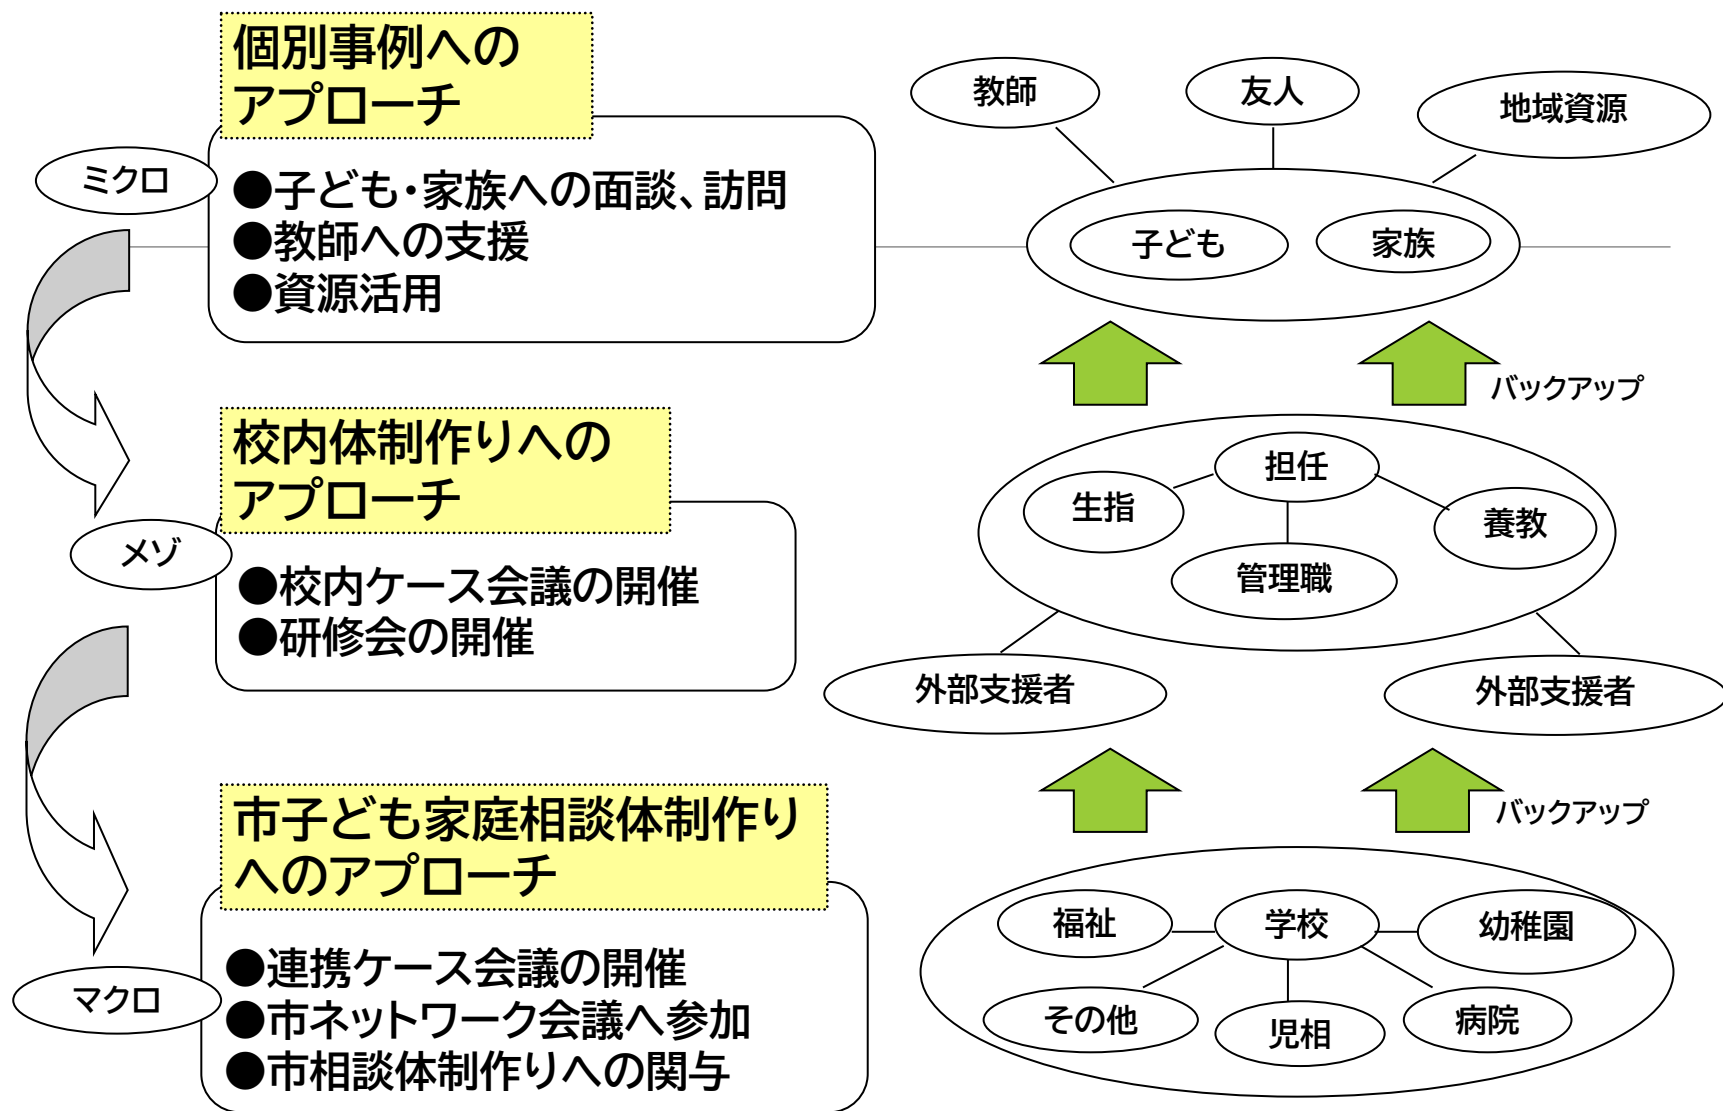 個別事例への
アプローチ
ミクロ
●子ども・家族への面談、訪問
●教師への支援
●資源活用
教師
友人
地域資源
子ども
家族
バックアップ
校内体制作りへの
アプローチ
メゾ
●校内ケース会議の開催
●研修会の開催
担任
生指
養教
管理職
外部支援者
外部支援者
バックアップ
市子ども家庭相談体制作り
へのアプローチ
マクロ
●連携ケース会議の開催
●市ネットワーク会議へ参加
●市相談体制作りへの関与
福祉
学校
幼稚園
その他
児相
病院